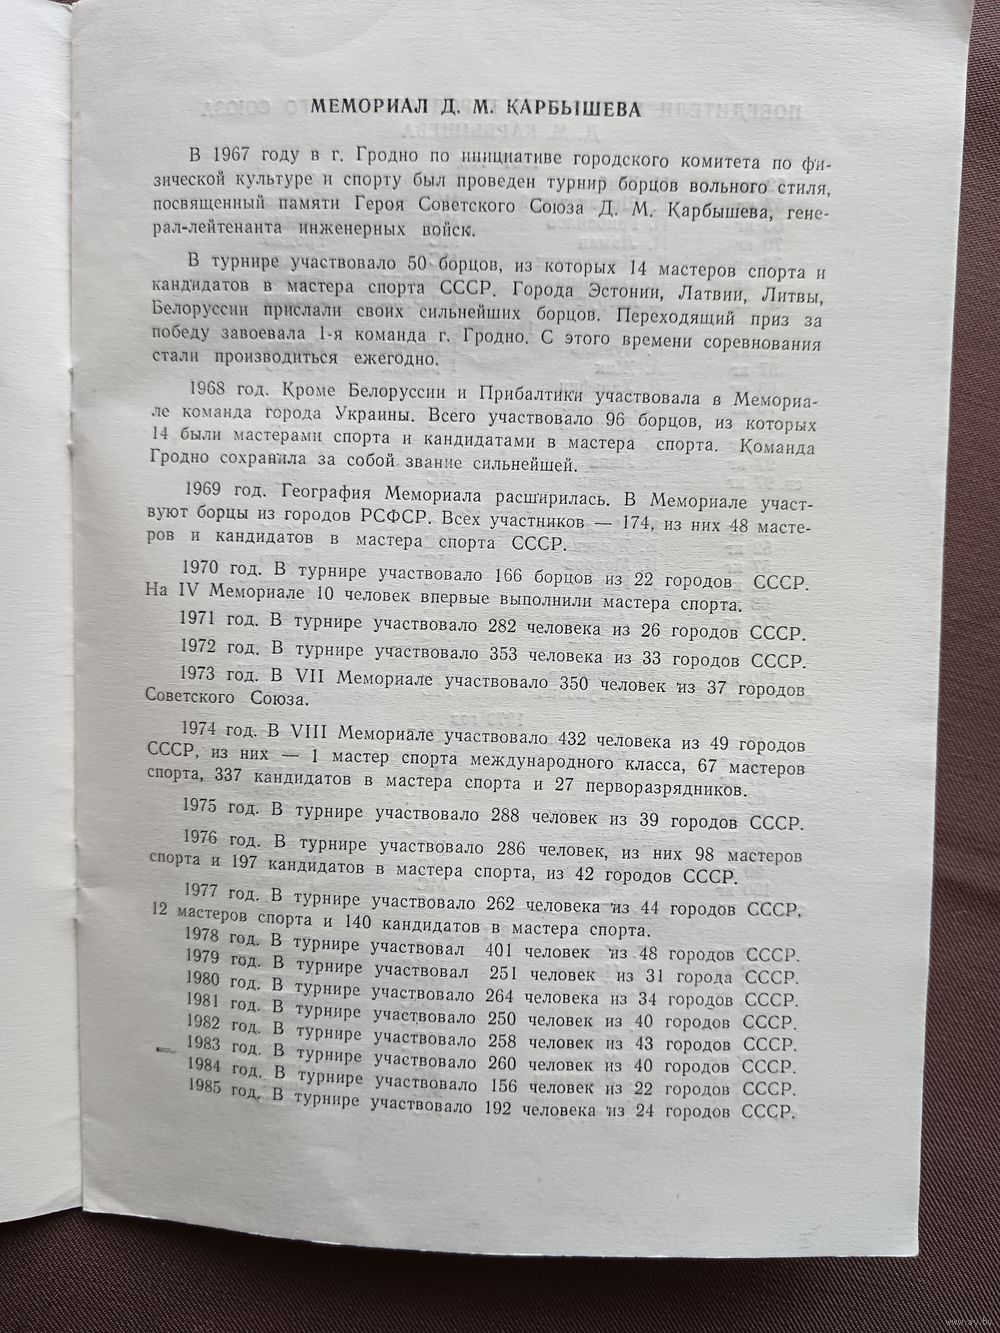 МЕМОРИАЛ Д. М. КАРБЫШЕВА
В 1967 году в г. Гродно по инициативе городского комитета по фи-
зической культуре и спорту был проведен турнир борцов вольного стиля,
посвященный памяти Героя Советского Союза Д. М. Карбышева, гене-
рал-лейтенанта инженерных войск.
В турнире участвовало 50 борцов, из которых 14 мастеров спорта и
кандидатов в мастера спорта СССР. Города Эстонии, Латвии, Литвы,
Белоруссии прислали своих сильнейших борцов. Переходящий приз за
победу завоевала 1-я команда г. Гродно. С этого времени соревнования
стали производиться ежегодно.
1968 год. Кроме Белоруссии и Прибалтики участвовала в Мемориа-
ле команда города Украины. Всего участвовало 96 борцов, из которых
14 были мастерами спорта и кандидатами в мастера спорта. Команда
Гродно сохранила за собой звание сильнейшей.
1969 год. География Мемориала расширилась. В Мемориале участ-
вуют борцы из городов РСФСР. Всех участников — 174, из них 48 масте-
ров и кандидатов в мастера спорта СССР.
1970 год. В турнире участвовало 166 борцов из 22 городов СССР.
На IV Мемориале 10 человек впервые выполнили мастера спорта.
1971 год. В турнире участвовало 282 человека из 26 городов СССР.
1972 год. В турнире участвовало 353 человека из 33 городов СССР.
1973 год. В VII Мемориале участвовало 350 человек из 37 городов
Советского Союза.
1974 год. В VIII Мемориале участвовало 432 человека из 49 городов
СССР, из них — 1 мастер спорта международного класса, 67 мастеров
спорта, 337 кандидатов в мастера спорта и 27 перворазрядников.
1975 год. В турнире участвовало 288 человек из 39 городов СССР.
1976 год. В турнире участвовало 286 человек, из них 98 мастеров
спорта и 197 кандидатов в мастера спорта, из 42 городов СССР.
1977 год. В турнире участвовало 262 человека из 44 городов СССР,
12 мастеров спорта и 140 кандидатов в мастера спорта.
1978 год. В турнире участвовал 401 человек из 48 городов СССР.
1979 год. В турнире участвовал 251 человек из 31 города СССР.
1980 год. В турнире участвовало 264 человека из 34 городов СССР.
1981 год. В турнире участвовало 250 человек из 40 городов СССР.
1982 год. В турнире участвовало 258 человек из 43 городов СССР.
1983 год. В турнире участвовало 260 человек из 40 городов СССР.
1984 год. В турнире участвовало 156 человек из 22 городов СССР.
1985 год. В турнире участвовало 192 человека из 24 городов СССР.
www.ay.by